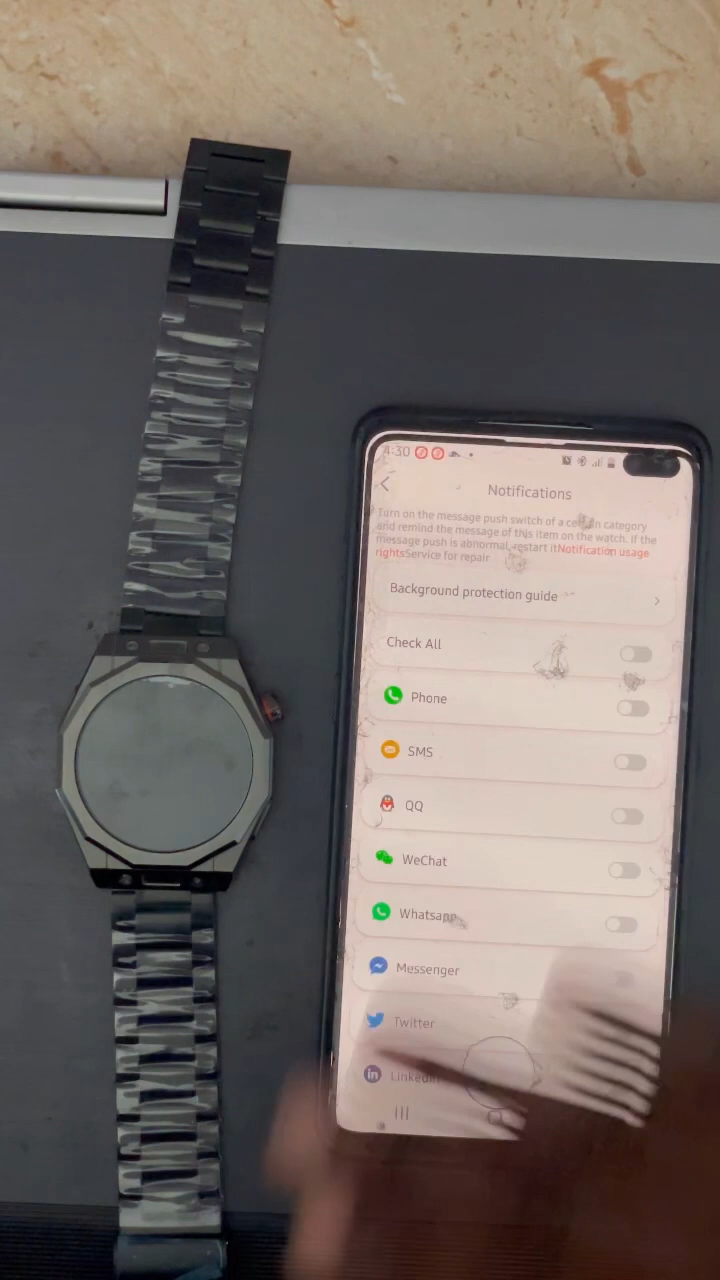 4:30
Notifications
Turn on the message push switch of a certain category
and remind the message of this item on the watch. If the
message push is abnormal, restart itNotification usage
rightsService for repair
Background protection guide
Check All
Phone
SMS
QQ
WeChat
Whatsapp
Messenger
Twitter
in LinkedIn